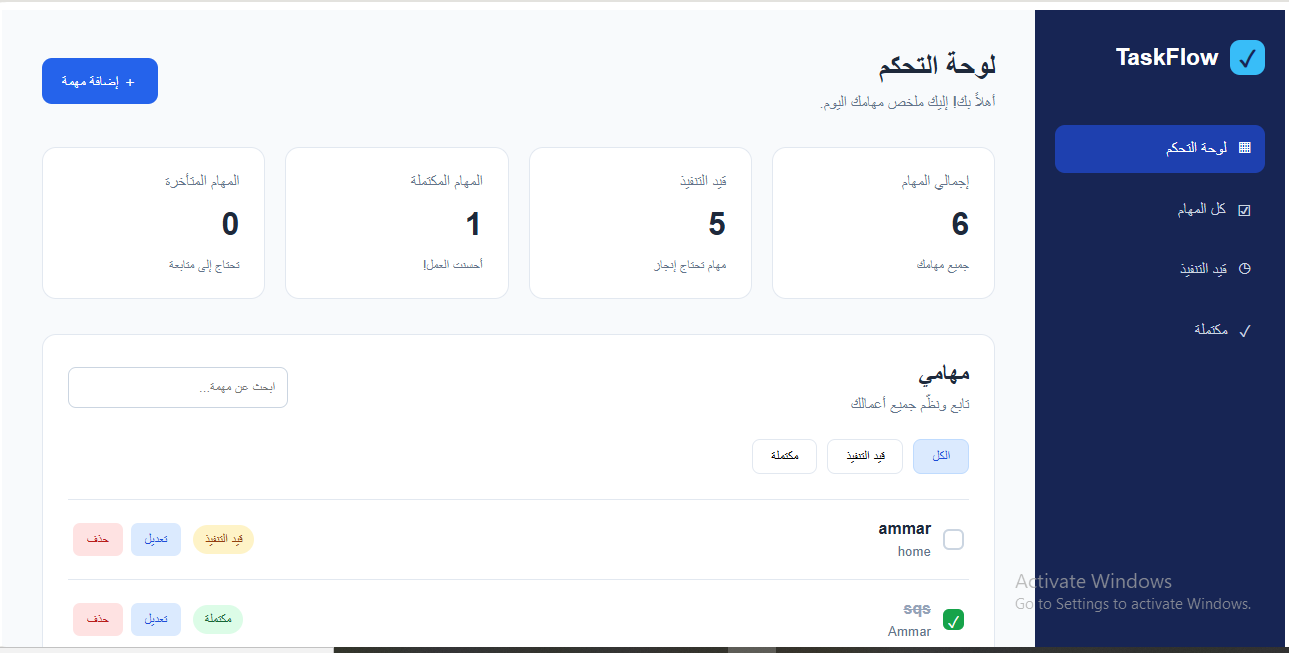 TaskFlow
لوحة التحكم
كل المهام
قيد التنفيذ
مكتملة
لوحة التحكم
أهلاً بك! إليك ملخص مهامك اليوم.
+ إضافة مهمة
إجمالي المهام
6
جميع مهامك
قيد التنفيذ
5
مهام تحتاج إنجاز
المهام المكتملة
1
أحسنت العمل!
المهام المتأخرة
0
تحتاج إلى متابعة
مهامي
تابع ونظّم جميع أعمالك
ابحث عن مهمة...
الكل
قيد التنفيذ
مكتملة
ammar
home
قيد التنفيذ
تعديل
حذف
sqs
Ammar
مكتملة
تعديل
حذف
Activate Windows
Go to Settings to activate Windows.